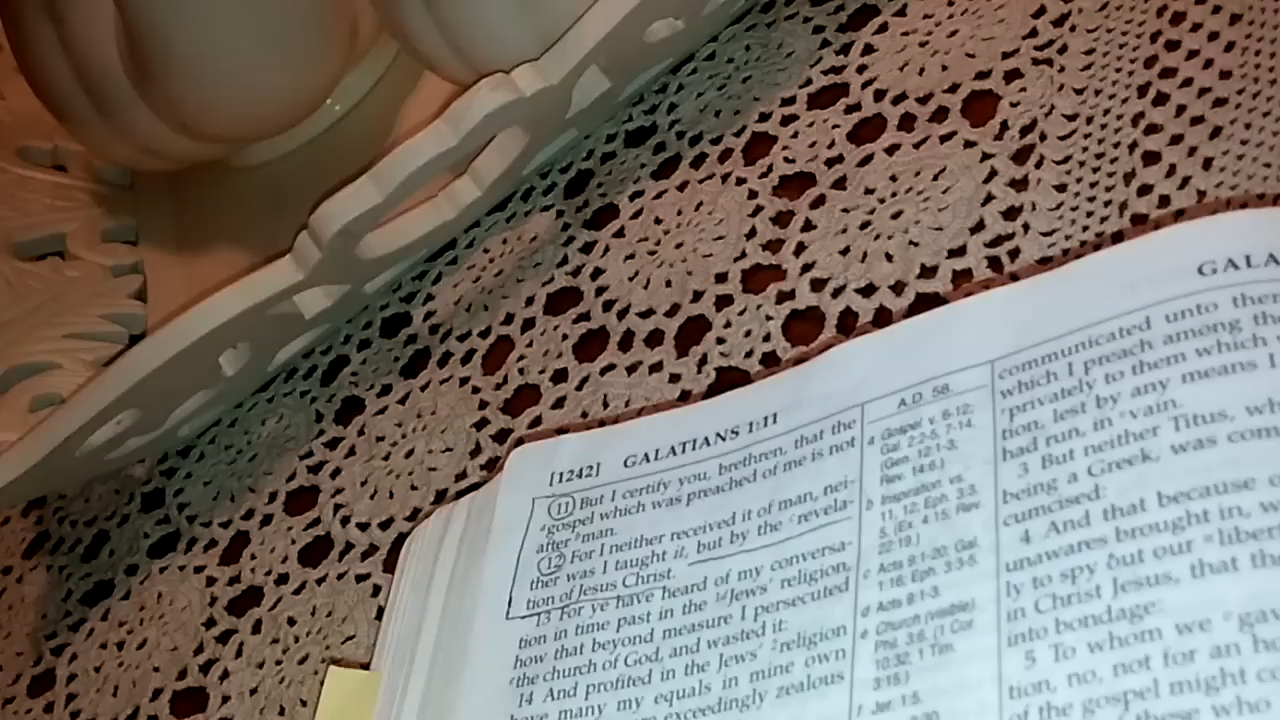 [1242] GALATIANS 1:11
11 But I certify you, brethren, that the
a gospel which was preached of me is not
after b man.
12 For I neither received it of man, nei-
ther was I taught it, but by the c revela-
tion of Jesus Christ.
13 For ye have heard of my conversa-
tion in time past in the 1d Jews' religion,
how that beyond measure I persecuted
e the church of God, and wasted it:
14 And profited in the Jews' 2 religion
many my equals in mine own
exceedingly zealous
A.D. 58.
a Gospel. v. 6-12;
Gal. 2:2-5, 7-14.
(Gen. 12:1-3;
Rev. 14:6.)
b Inspiration. vs.
11, 12; Eph. 3:3,
5. (Ex. 4:15; Rev.
22:19.)
c Acts 9:1-20; Gal.
1:16; Eph. 3:3-5.
d Acts 8:1-3.
e Church (visible).
Phil. 3:6. (1 Cor.
10:32; 1 Tim.
3:15.)
f Jer. 1:5.
GALA
communicated unto them
which I preach among the
privately to them which
tion, lest by any means I
had run, in vain.
3 But neither Titus, wh
being a Greek, was com
cumcised:
4 And that because o
unawares brought in, w
ly to spy out our liber
in Christ Jesus, that th
into bondage:
5 To whom we gav
tion, no, not for an ho
of the gospel might co
these who